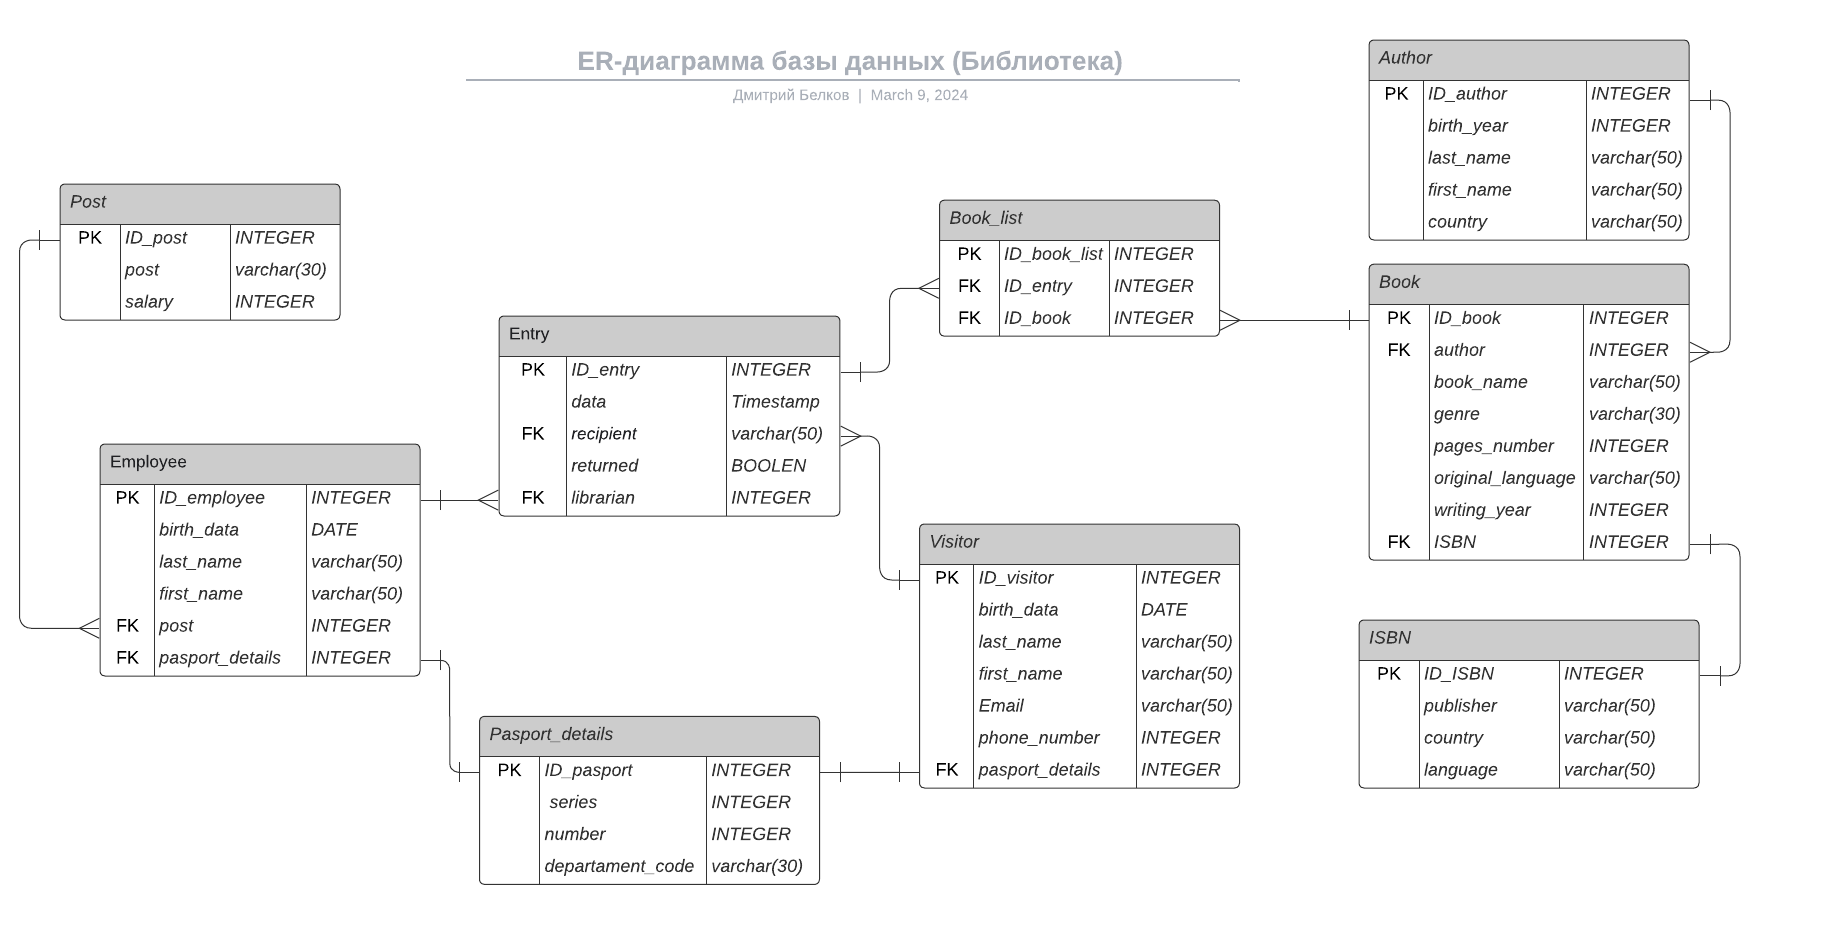 ER-диаграмма базы данных (Библиотека)
Дмитрий Белков | March 9, 2024
Post
PK ID_post INTEGER
post varchar(30)
salary INTEGER
Employee
PK ID_employee INTEGER
birth_data DATE
last_name varchar(50)
first_name varchar(50)
FK post INTEGER
FK pasport_details INTEGER
Entry
PK ID_entry INTEGER
data Timestamp
FK recipient varchar(50)
returned BOOLEN
FK librarian INTEGER
Pasport_details
PK ID_pasport INTEGER
series INTEGER
number INTEGER
departament_code varchar(30)
Book_list
PK ID_book_list INTEGER
FK ID_entry INTEGER
FK ID_book INTEGER
Visitor
PK ID_visitor INTEGER
birth_data DATE
last_name varchar(50)
first_name varchar(50)
Email varchar(50)
phone_number INTEGER
FK pasport_details INTEGER
Author
PK ID_author INTEGER
birth_year INTEGER
last_name varchar(50)
first_name varchar(50)
country varchar(50)
Book
PK ID_book INTEGER
FK author INTEGER
book_name varchar(50)
genre varchar(30)
pages_number INTEGER
original_language varchar(50)
writing_year INTEGER
FK ISBN INTEGER
ISBN
PK ID_ISBN INTEGER
publisher varchar(50)
country varchar(50)
language varchar(50)